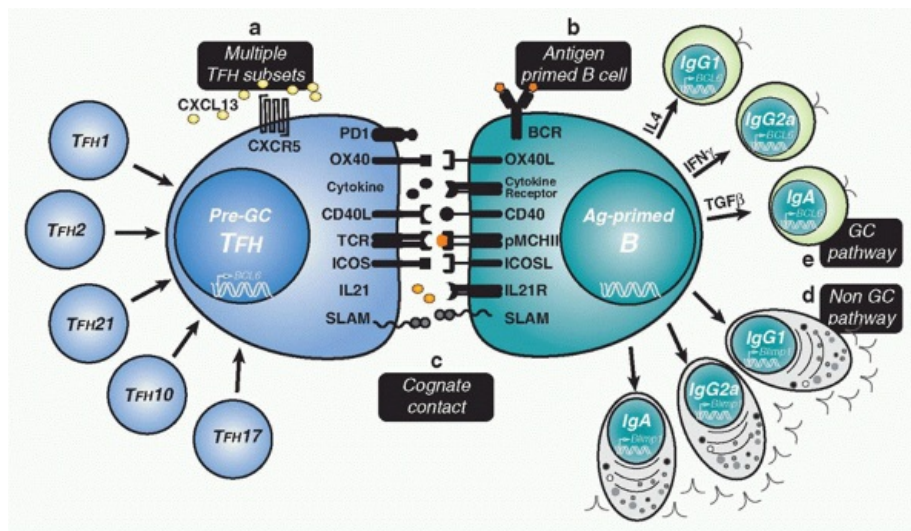 a
Multiple
TFH subsets
CXCL13
CXCR5
TFH1
TFH2
TFH21
TFH10
TFH17
Pre-GC
TFH
BCL6
PD1
OX40
Cytokine
CD40L
TCR
ICOS
IL21
SLAM
c
Cognate
contact
b
Antigen
primed B cell
BCR
OX40L
Cytokine
Receptor
CD40
pMCHII
ICOSL
IL21R
SLAM
Ag-primed
B
IL4
IFNγ
TGFβ
IgG1
BCL6
IgG2a
BCL6
IgA
BCL6
e
GC
pathway
d
Non GC
pathway
IgG1
Blimp1
IgG2a
Blimp1
IgA
Blimp1